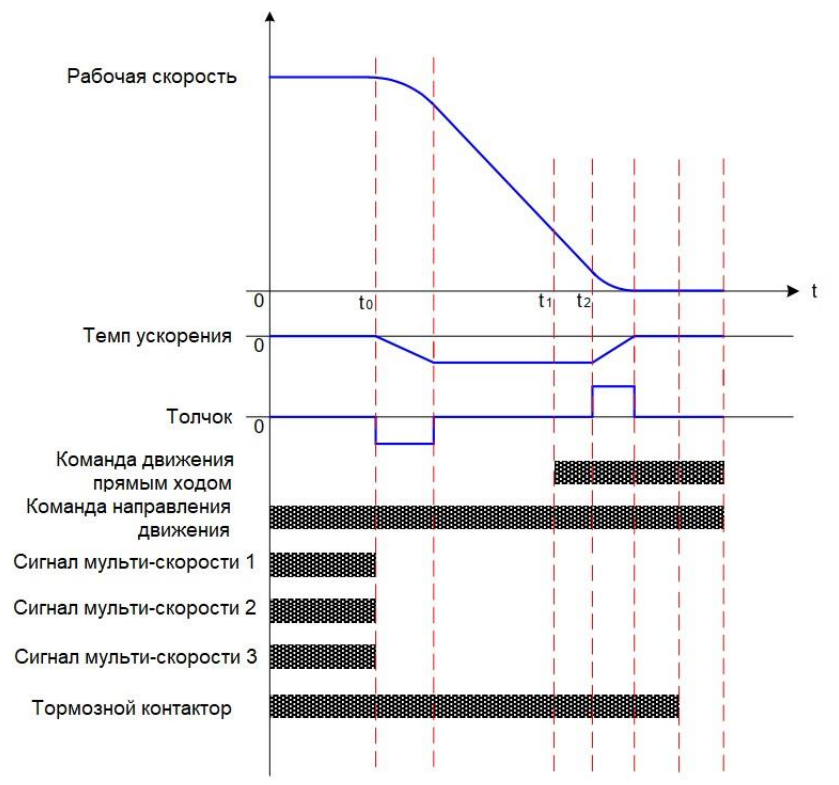 Рабочая скорость
0
t0
t1
t2
t
Темп ускорения
0
Толчок
0
Команда движения
прямым ходом
Команда направления
движения
Сигнал мульти-скорости 1
Сигнал мульти-скорости 2
Сигнал мульти-скорости 3
Тормозной контактор